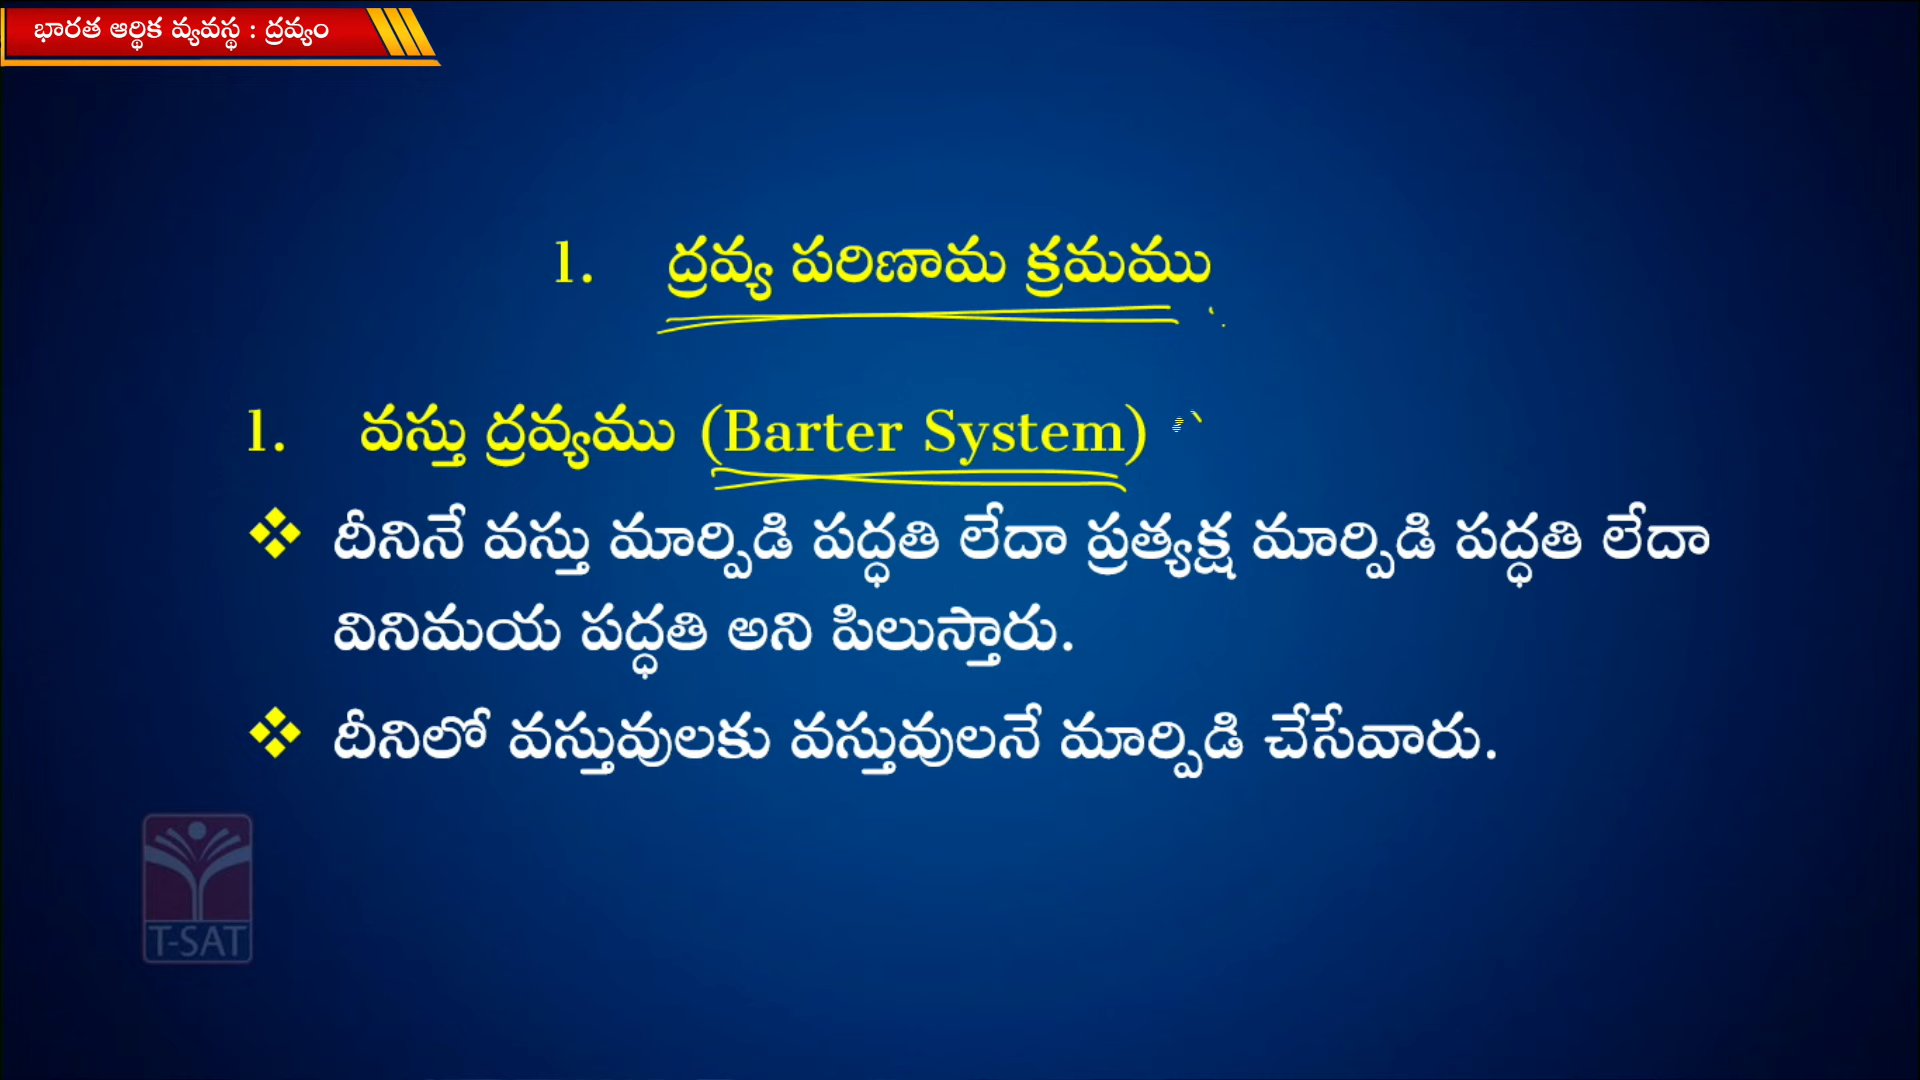 భారత ఆర్థిక వ్యవస్థ : ద్రవ్యం
1. ద్రవ్య పరిణామ క్రమము
1. వస్తు ద్రవ్యము (Barter System)
❖ దీనినే వస్తు మార్పిడి పద్ధతి లేదా ప్రత్యక్ష మార్పిడి పద్ధతి లేదా
వినిమయ పద్ధతి అని పిలుస్తారు.
❖ దీనిలో వస్తువులకు వస్తువులనే మార్పిడి చేసేవారు.
T-SAT